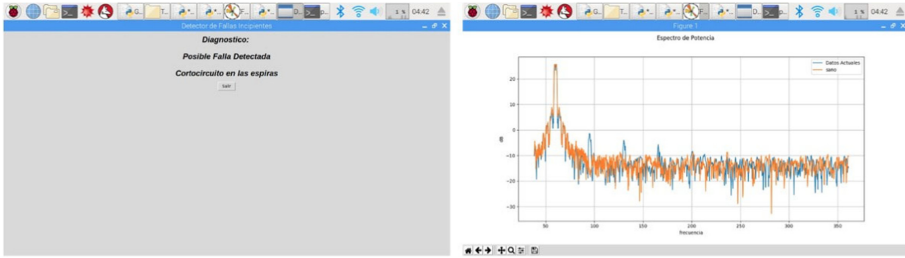 04:42
Detector de Fallas Incipientes
Diagnostico:
Posible Falla Detectada
Cortocircuito en las espiras
Salir
04:42
Figure 1
Espectro de Potencia
Datos Actuales
sano
20
10
0
−10
−20
−30
dB
50
100
150
200
250
300
350
frecuencia